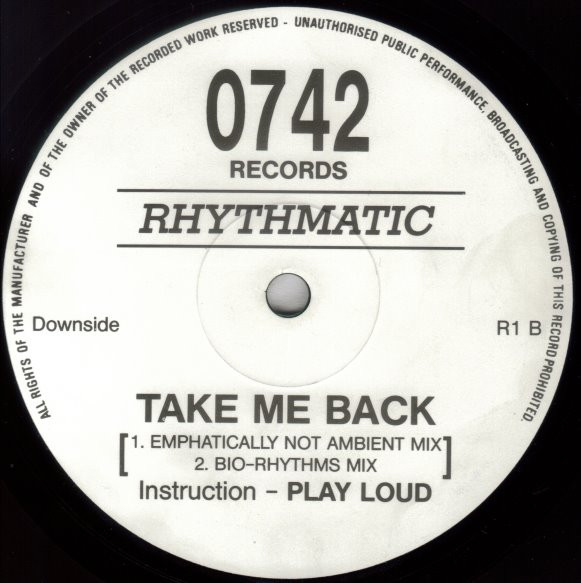 ALL RIGHTS OF THE MANUFACTURER AND OF THE OWNER OF THE RECORDED WORK RESERVED - UNAUTHORISED PUBLIC PERFORMANCE, BROADCASTING AND COPYING OF THIS RECORD PROHIBITED
0742
RECORDS
RHYTHMATIC
Downside
R1 B
TAKE ME BACK
[1. EMPHATICALLY NOT AMBIENT MIX
2. BIO-RHYTHMS MIX]
Instruction - PLAY LOUD